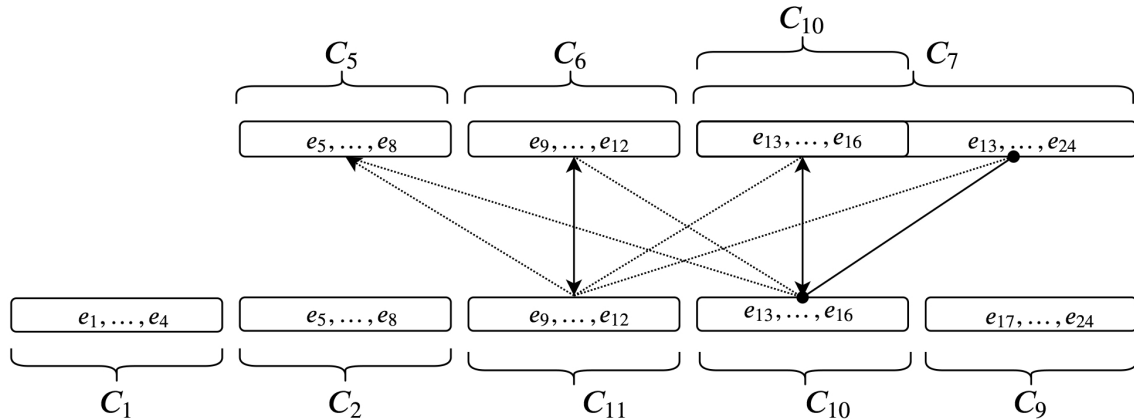 C₁₀
C₅ C₆ C₇
e₅, … , e₈ e₉, … , e₁₂ e₁₃, … , e₁₆ e₁₃, … , e₂₄
e₁, … , e₄ e₅, … , e₈ e₉, … , e₁₂ e₁₃, … , e₁₆ e₁₇, … , e₂₄
C₁ C₂ C₁₁ C₁₀ C₉